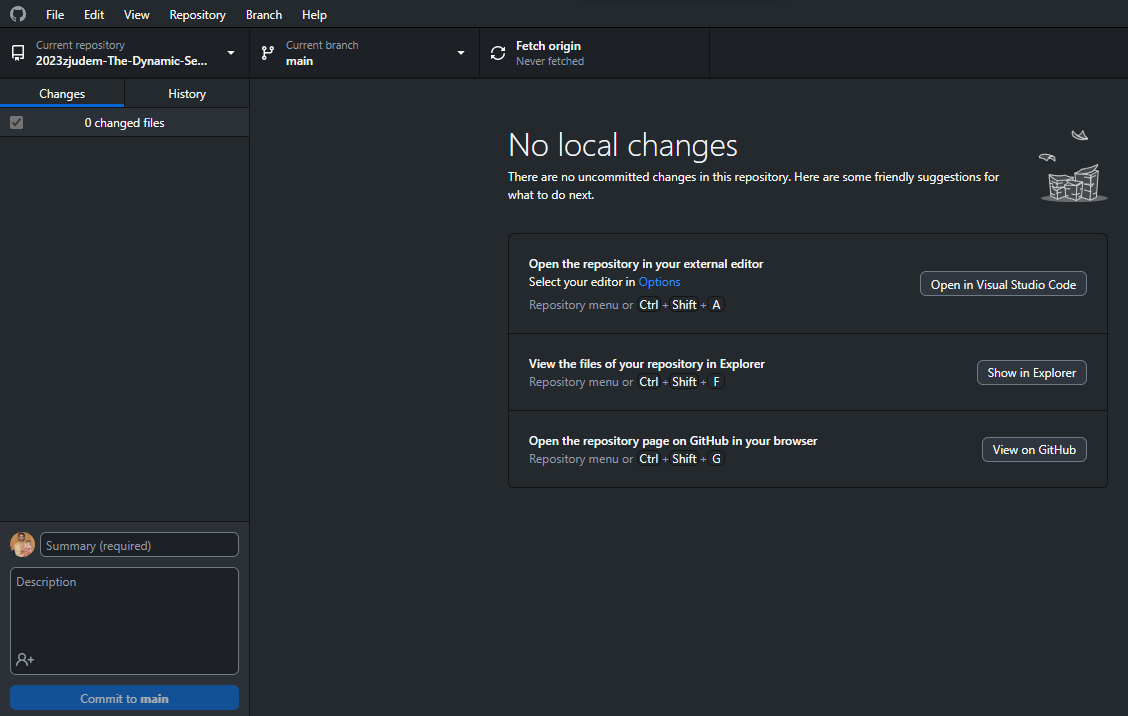 File Edit View Repository Branch Help
Current repository
2023zjudem-The-Dynamic-Se...
Current branch
main
Fetch origin
Never fetched
Changes
History
0 changed files
No local changes
There are no uncommitted changes in this repository. Here are some friendly suggestions for
what to do next.
Open the repository in your external editor
Select your editor in Options
Repository menu or Ctrl + Shift + A
Open in Visual Studio Code
View the files of your repository in Explorer
Repository menu or Ctrl + Shift + F
Show in Explorer
Open the repository page on GitHub in your browser
Repository menu or Ctrl + Shift + G
View on GitHub
Summary (required)
Description
Commit to main